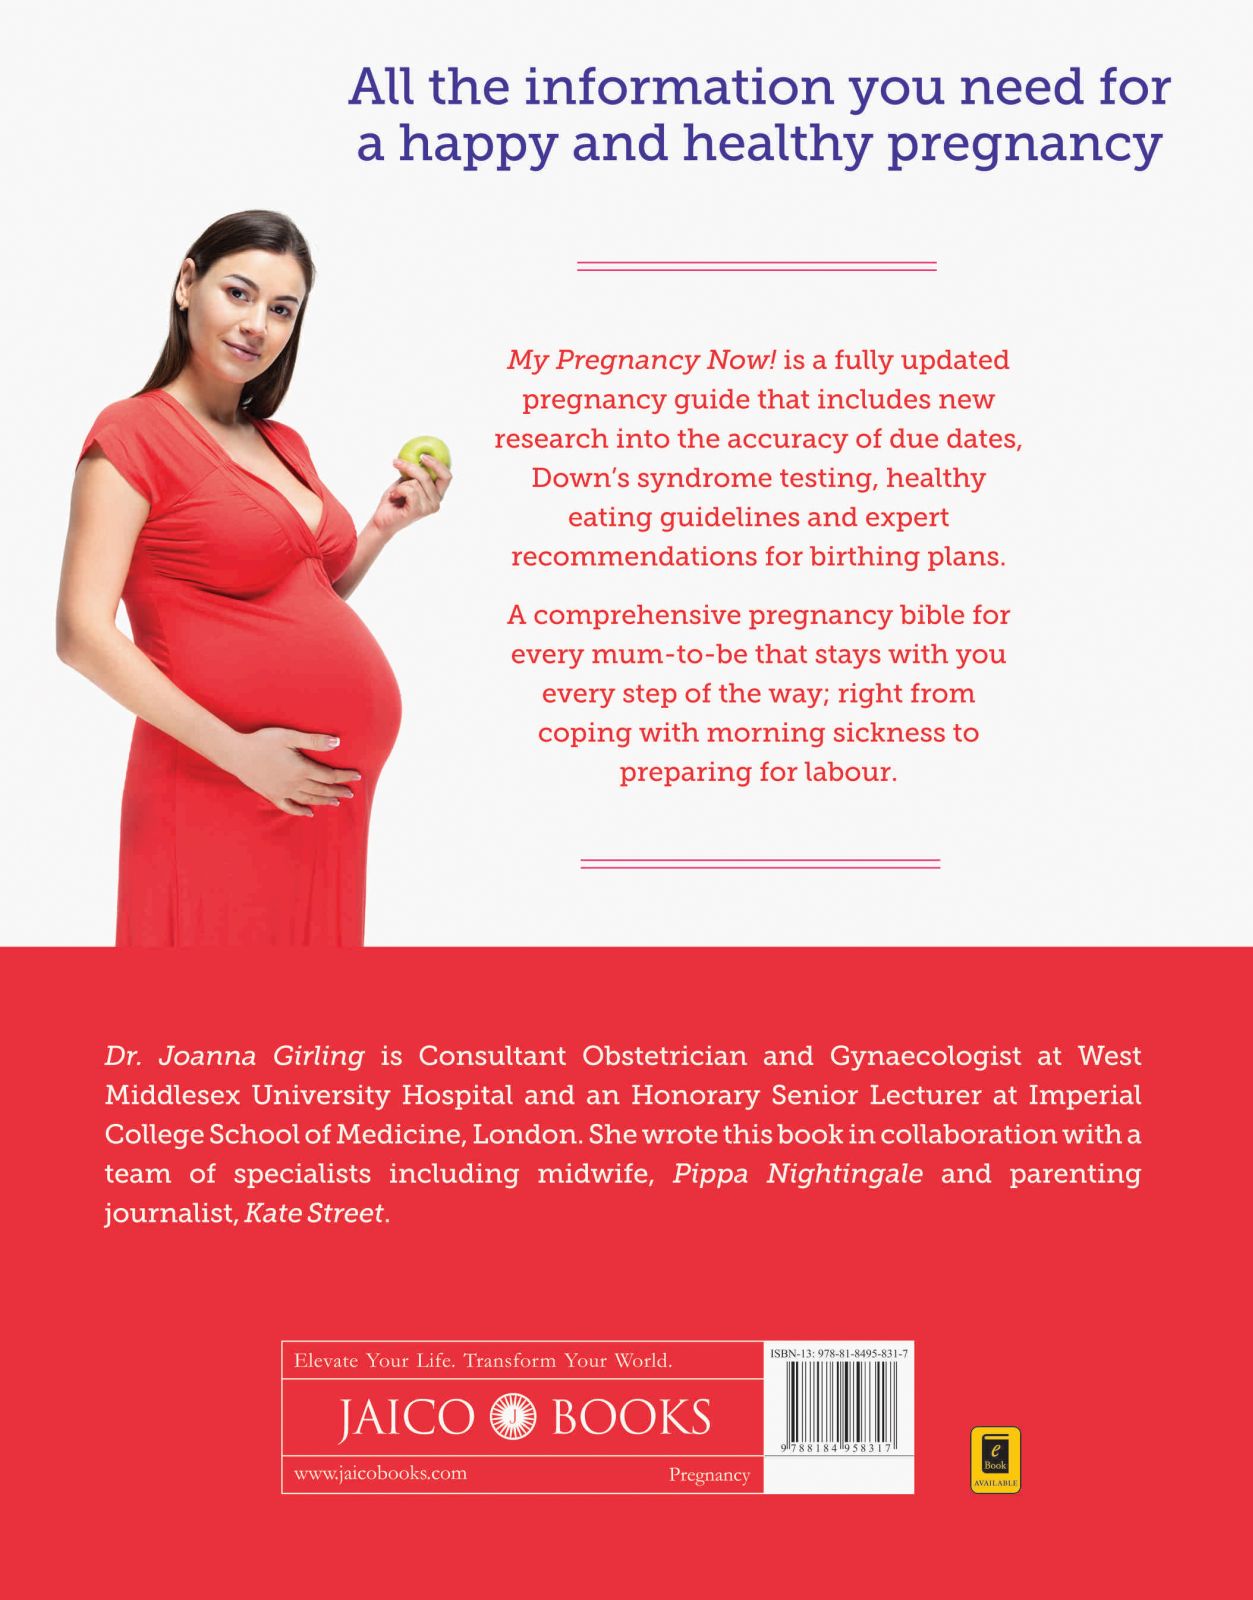 All the information you need for
a happy and healthy pregnancy
My Pregnancy Now! is a fully updated
pregnancy guide that includes new
research into the accuracy of due dates,
Down's syndrome testing, healthy
eating guidelines and expert
recommendations for birthing plans.
A comprehensive pregnancy bible for
every mum-to-be that stays with you
every step of the way; right from
coping with morning sickness to
preparing for labour.
Dr. Joanna Girling is Consultant Obstetrician and Gynaecologist at West
Middlesex University Hospital and an Honorary Senior Lecturer at Imperial
College School of Medicine, London. She wrote this book in collaboration with a
team of specialists including midwife, Pippa Nightingale and parenting
journalist, Kate Street.
Elevate Your Life. Transform Your World.
JAICO J BOOKS
www.jaicobooks.com
Pregnancy
ISBN-13: 978-81-8495-831-7
9 788184 958317
e
Book
AVAILABLE